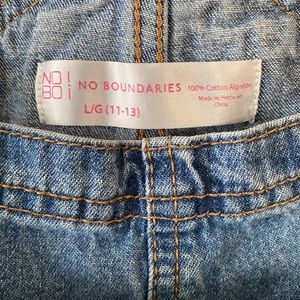 NO
BO
NO BOUNDARIES
L/G (11-13)
100% Cotton/Algodón
Made in/Hecho en
China